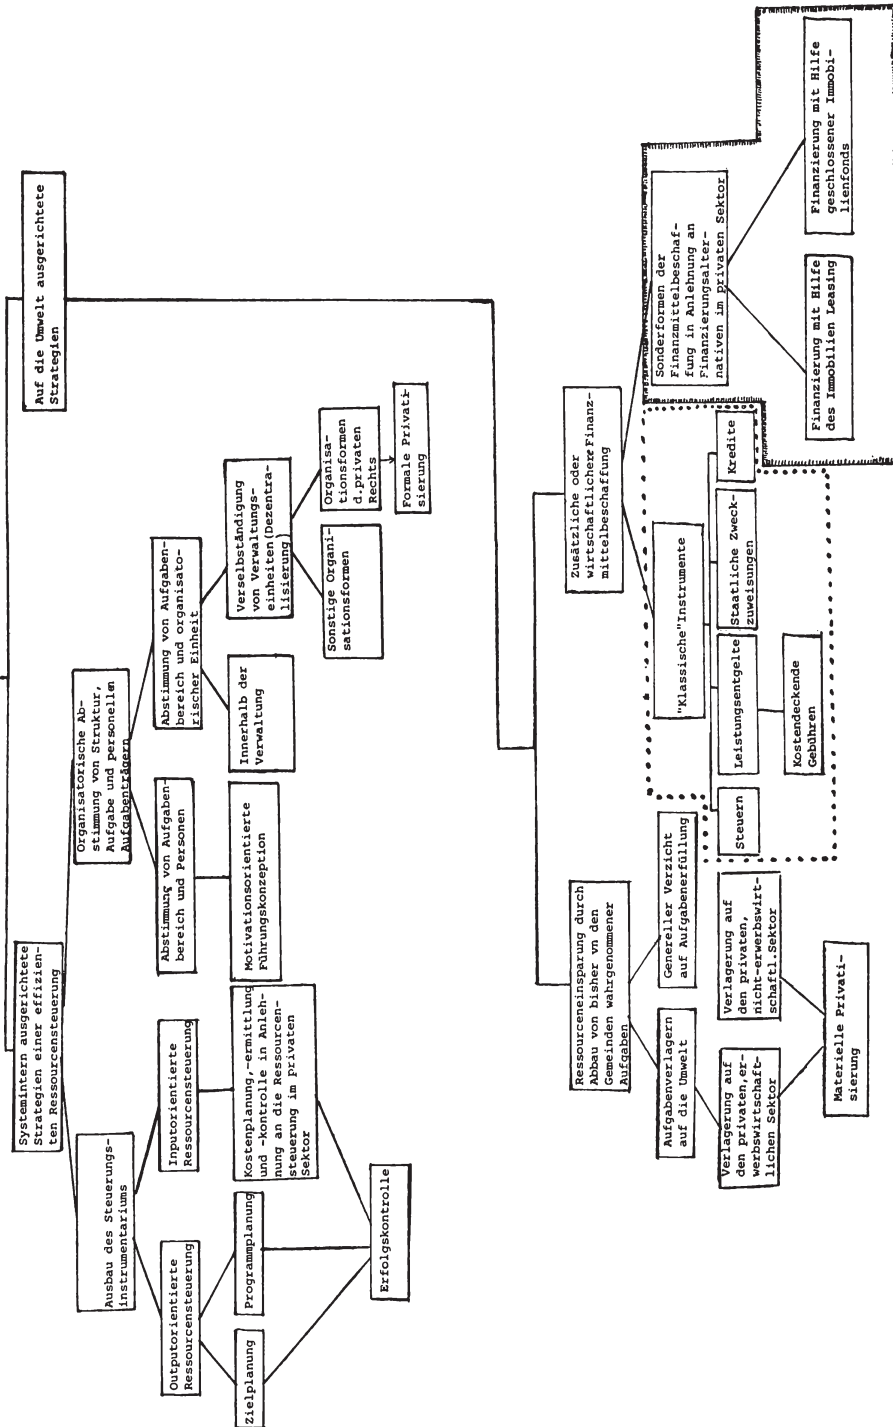 Systemintern ausgerichtete
Strategien einer effizien-
ten Ressourcensteuerung
Auf die Umwelt ausgerichtete
Strategien
Ausbau des Steuerungs-
instrumentariums
Organisatorische Ab-
stimmung von Struktur,
Aufgabe und personellen
Aufgabenträgern
Outputorientierte
Ressourcensteuerung
Inputorientierte
Ressourcensteuerung
Abstimmung von Aufgaben-
bereich und Personen
Abstimmung von Aufgaben-
bereich und organisato-
rischer Einheit
Zielplanung
Programmplanung
Kostenplanung,-ermittlung
und -kontrolle in Anleh-
nung an die Ressourcen-
steuerung im privaten
Sektor
Motivationsorientierte
Führungskonzeption
Innerhalb der
Verwaltung
Verselbständigung
von Verwaltungs-
einheiten(Dezentra-
lisierung)
Sonstige Organi-
sationsformen
Organisa-
tionsformen
d.privaten
Rechts
Erfolgskontrolle
Formale Privati-
sierung
Ressourceneinsparung durch
Abbau von bisher vn den
Gemeinden wahrgenommener
Aufgaben
Zusätzliche oder
wirtschaftlichere Finanz-
mittelbeschaffung
Aufgabenverlagern
auf die Umwelt
Genereller Verzicht
auf Aufgabenerfüllung
"Klassische"Instrumente
Sonderformen der
Finanzmittelbeschaf-
fung in Anlehnung an
Finanzierungsalter-
nativen im privaten Sektor
Verlagerung auf
den privaten,er-
werbswirtschaft-
lichen Sektor
Verlagerung auf
den privaten,
nicht-erwerbswirt-
schaftl.Sektor
Steuern
Leistungsentgelte
Staatliche Zweck-
zuweisungen
Kredite
Kostendeckende
Gebühren
Finanzierung mit Hilfe
des Immobilien Leasing
Finanzierung mit Hilfe
geschlossener Immobi-
lienfonds
Materielle Privati-
sierung